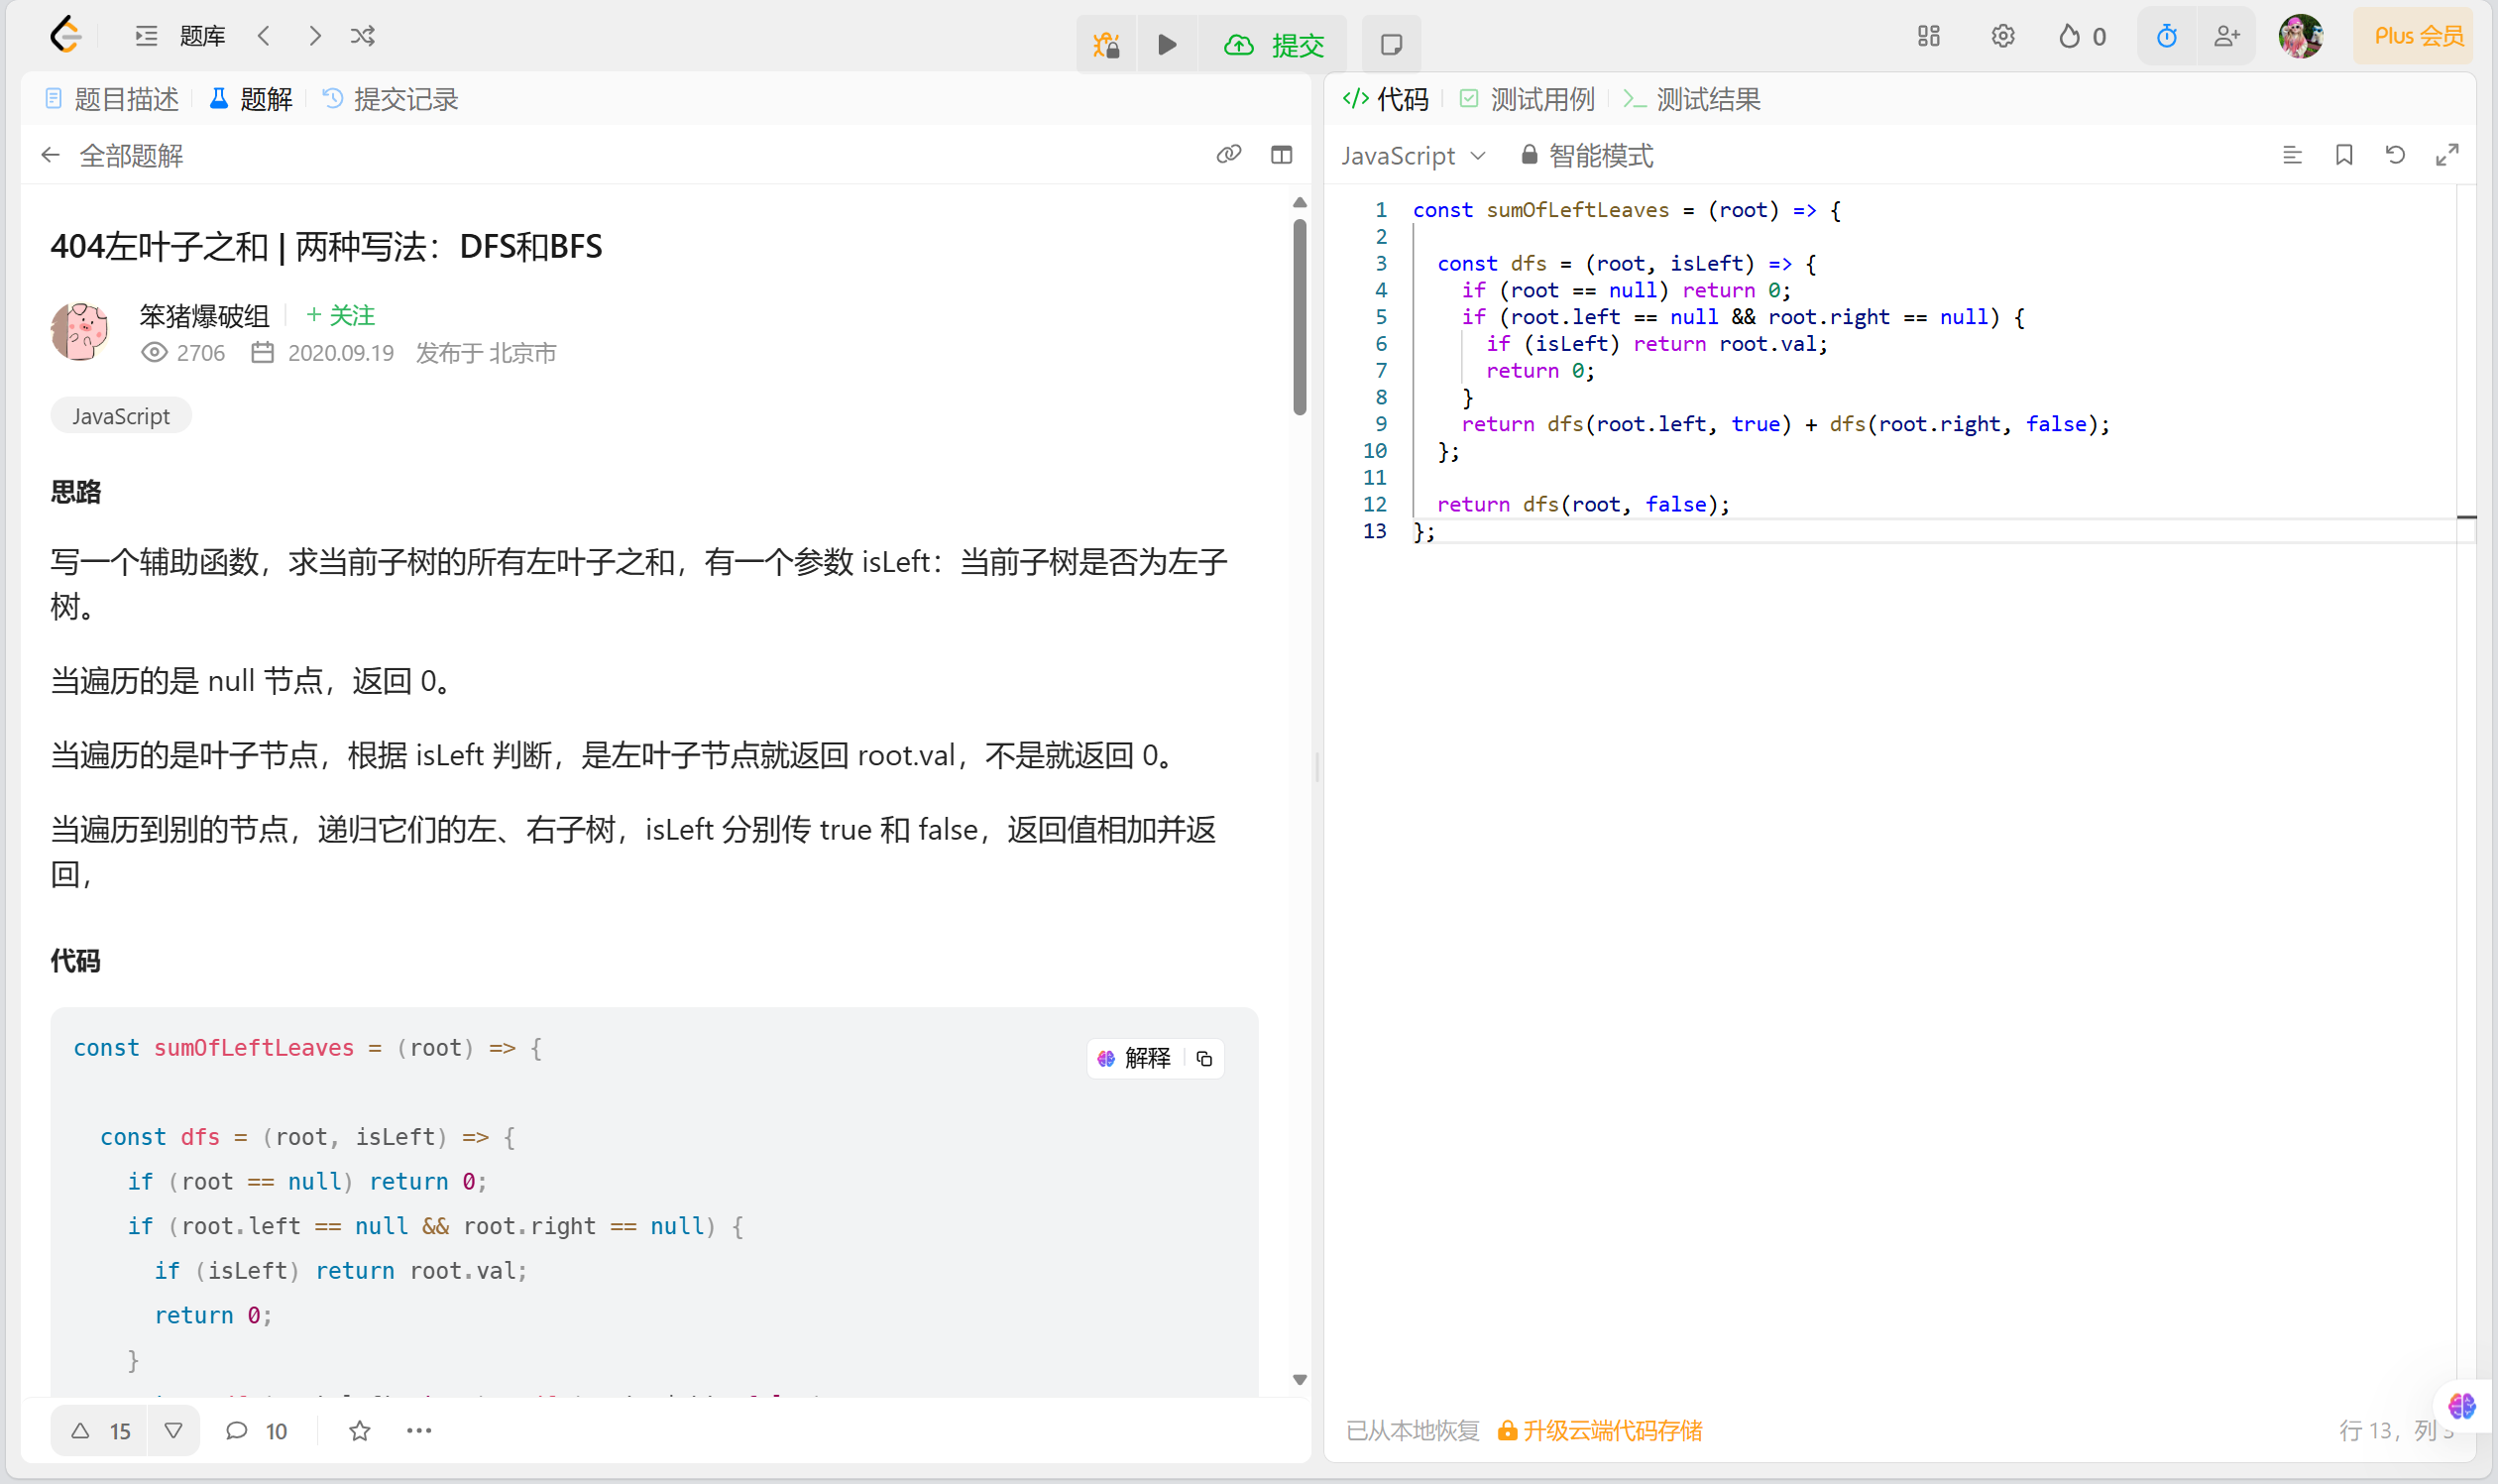 题库
提交
0
Plus 会员
题目描述
题解
提交记录
全部题解
404左叶子之和 | 两种写法：DFS和BFS
笨猪爆破组
+ 关注
2706
2020.09.19
发布于 北京市
JavaScript
思路
写一个辅助函数，求当前子树的所有左叶子之和，有一个参数 isLeft：当前子树是否为左子
树。
当遍历的是 null 节点，返回 0。
当遍历的是叶子节点，根据 isLeft 判断，是左叶子节点就返回 root.val，不是就返回 0。
当遍历到别的节点，递归它们的左、右子树，isLeft 分别传 true 和 false，返回值相加并返
回，
代码
const sumOfLeftLeaves = (root) => {
解释
const dfs = (root, isLeft) => {
if (root == null) return 0;
if (root.left == null && root.right == null) {
if (isLeft) return root.val;
return 0;
}
15
10
</> 代码
测试用例
测试结果
JavaScript
智能模式
1 const sumOfLeftLeaves = (root) => {
2
3 const dfs = (root, isLeft) => {
4 if (root == null) return 0;
5 if (root.left == null && root.right == null) {
6 if (isLeft) return root.val;
7 return 0;
8 }
9 return dfs(root.left, true) + dfs(root.right, false);
10 };
11
12 return dfs(root, false);
13 };
已从本地恢复
升级云端代码存储
行 13，列